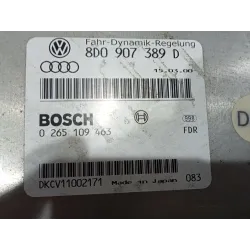 Fahr-Dynamik-Regelung
8D0 907 389 D
15.03.00
BOSCH
0 265 109 463
FDR
DKCV11002171 Made in Japan 083
D